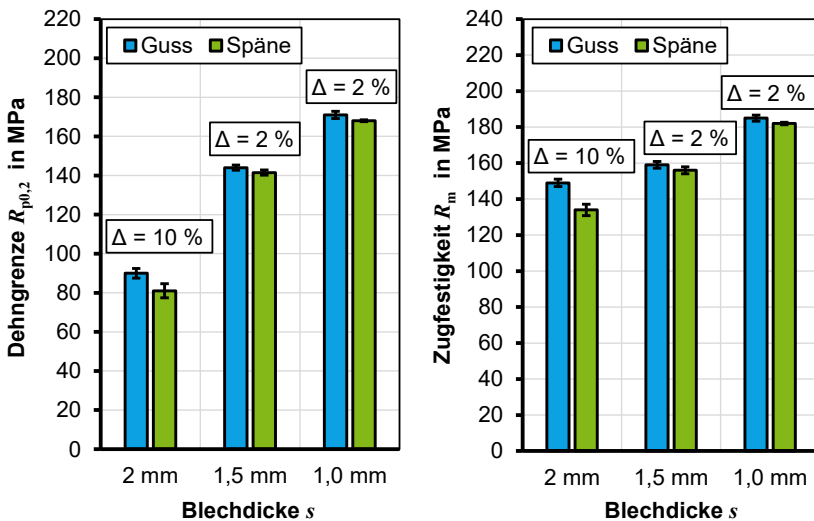 Dehngrenze Rp0,2 in MPa
220
200
180
160
140
120
100
80
60
40
20
0
Guss Späne
Δ = 10 %
Δ = 2 %
Δ = 2 %
2 mm 1,5 mm 1,0 mm
Blechdicke s
Zugfestigkeit Rm in MPa
240
220
200
180
160
140
120
100
80
60
40
20
0
Guss Späne
Δ = 10 %
Δ = 2 %
Δ = 2 %
2 mm 1,5 mm 1,0 mm
Blechdicke s